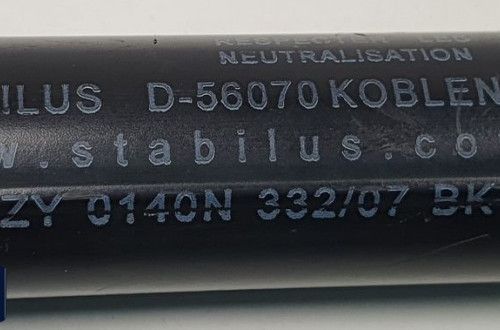 NEUTRALISATION
ILUS D-56070 KOBLEN
w.stabilus.co
ZY 0140N 332/07 BK